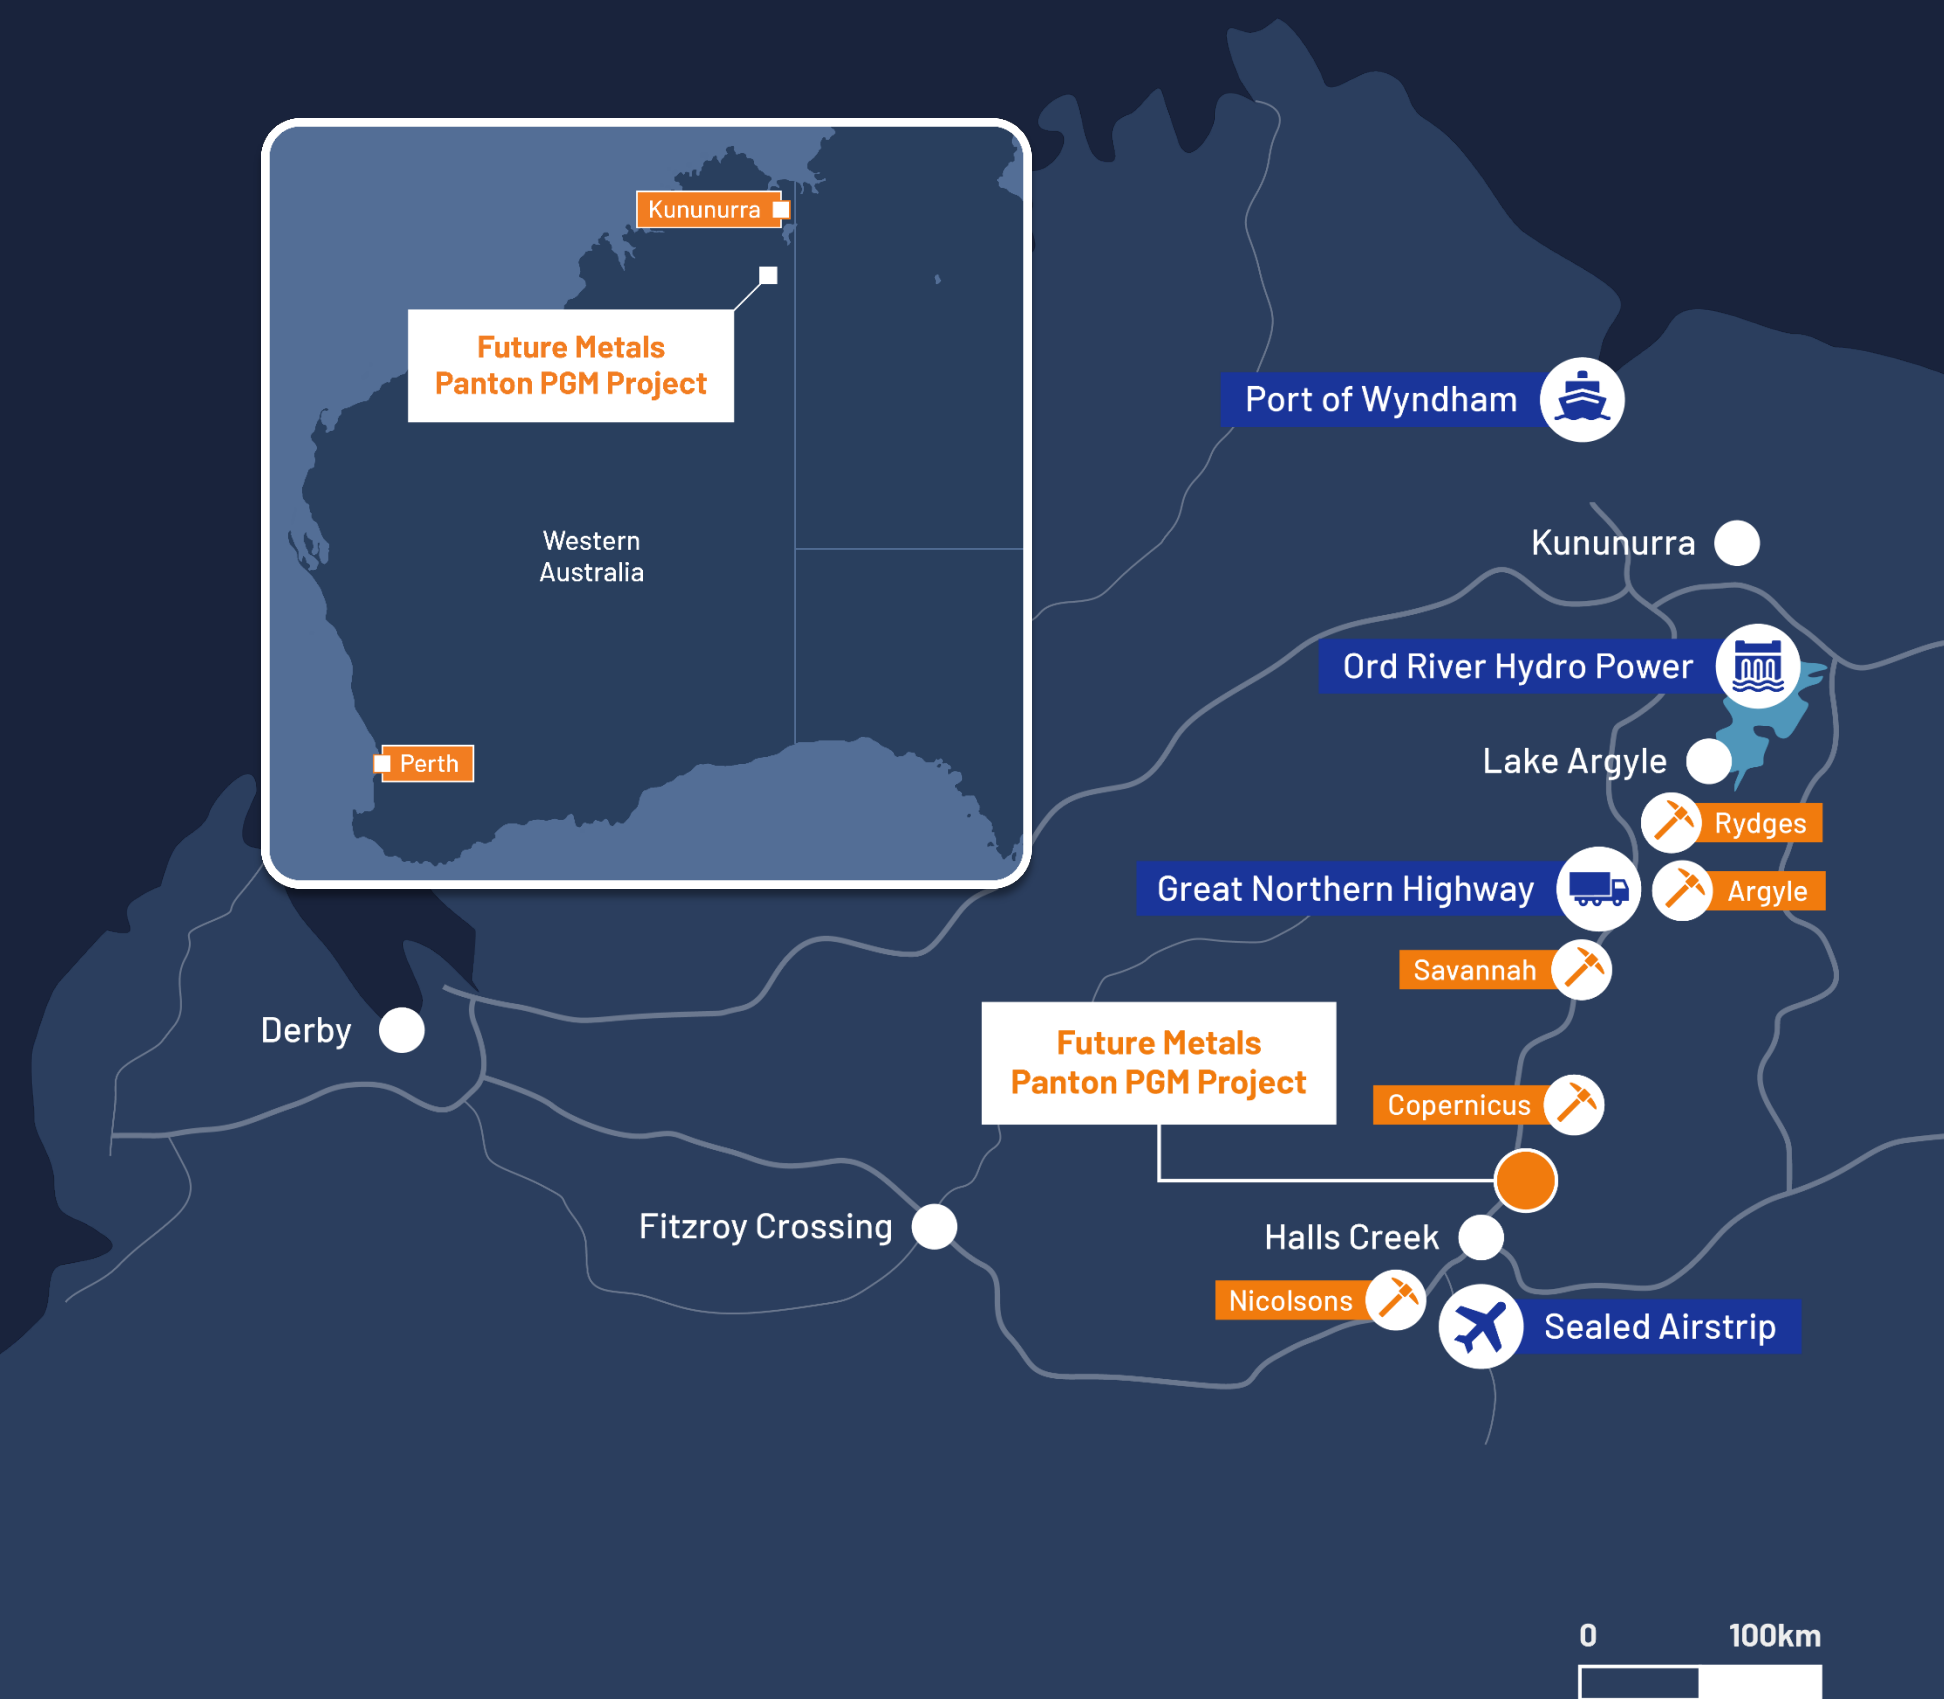 Kununurra
Future Metals
Panton PGM Project
Western
Australia
Perth
Port of Wyndham
Kununurra
Ord River Hydro Power
Lake Argyle
Rydges
Great Northern Highway
Argyle
Savannah
Derby
Future Metals
Panton PGM Project
Copernicus
Fitzroy Crossing
Halls Creek
Nicolsons
Sealed Airstrip
0 100km